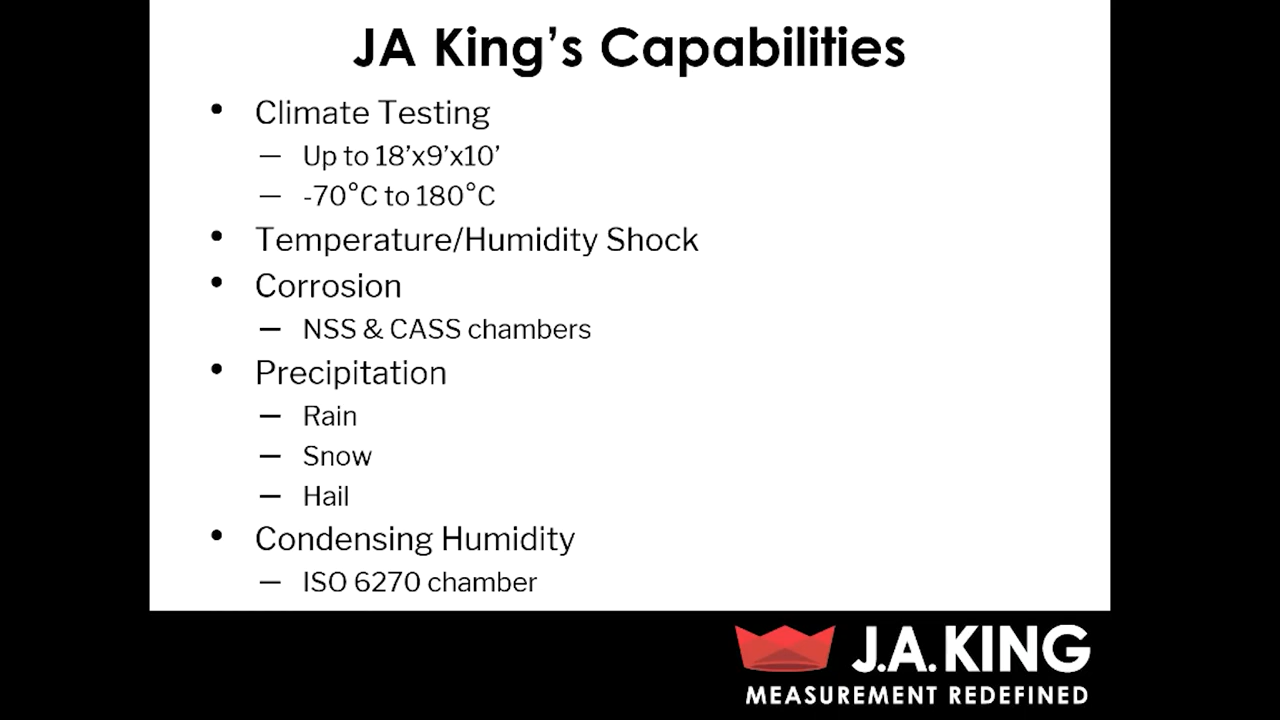 JA King's Capabilities
• Climate Testing
– Up to 18'x9'x10'
– -70°C to 180°C
• Temperature/Humidity Shock
• Corrosion
– NSS & CASS chambers
• Precipitation
– Rain
– Snow
– Hail
• Condensing Humidity
– ISO 6270 chamber
J.A. KING
MEASUREMENT REDEFINED